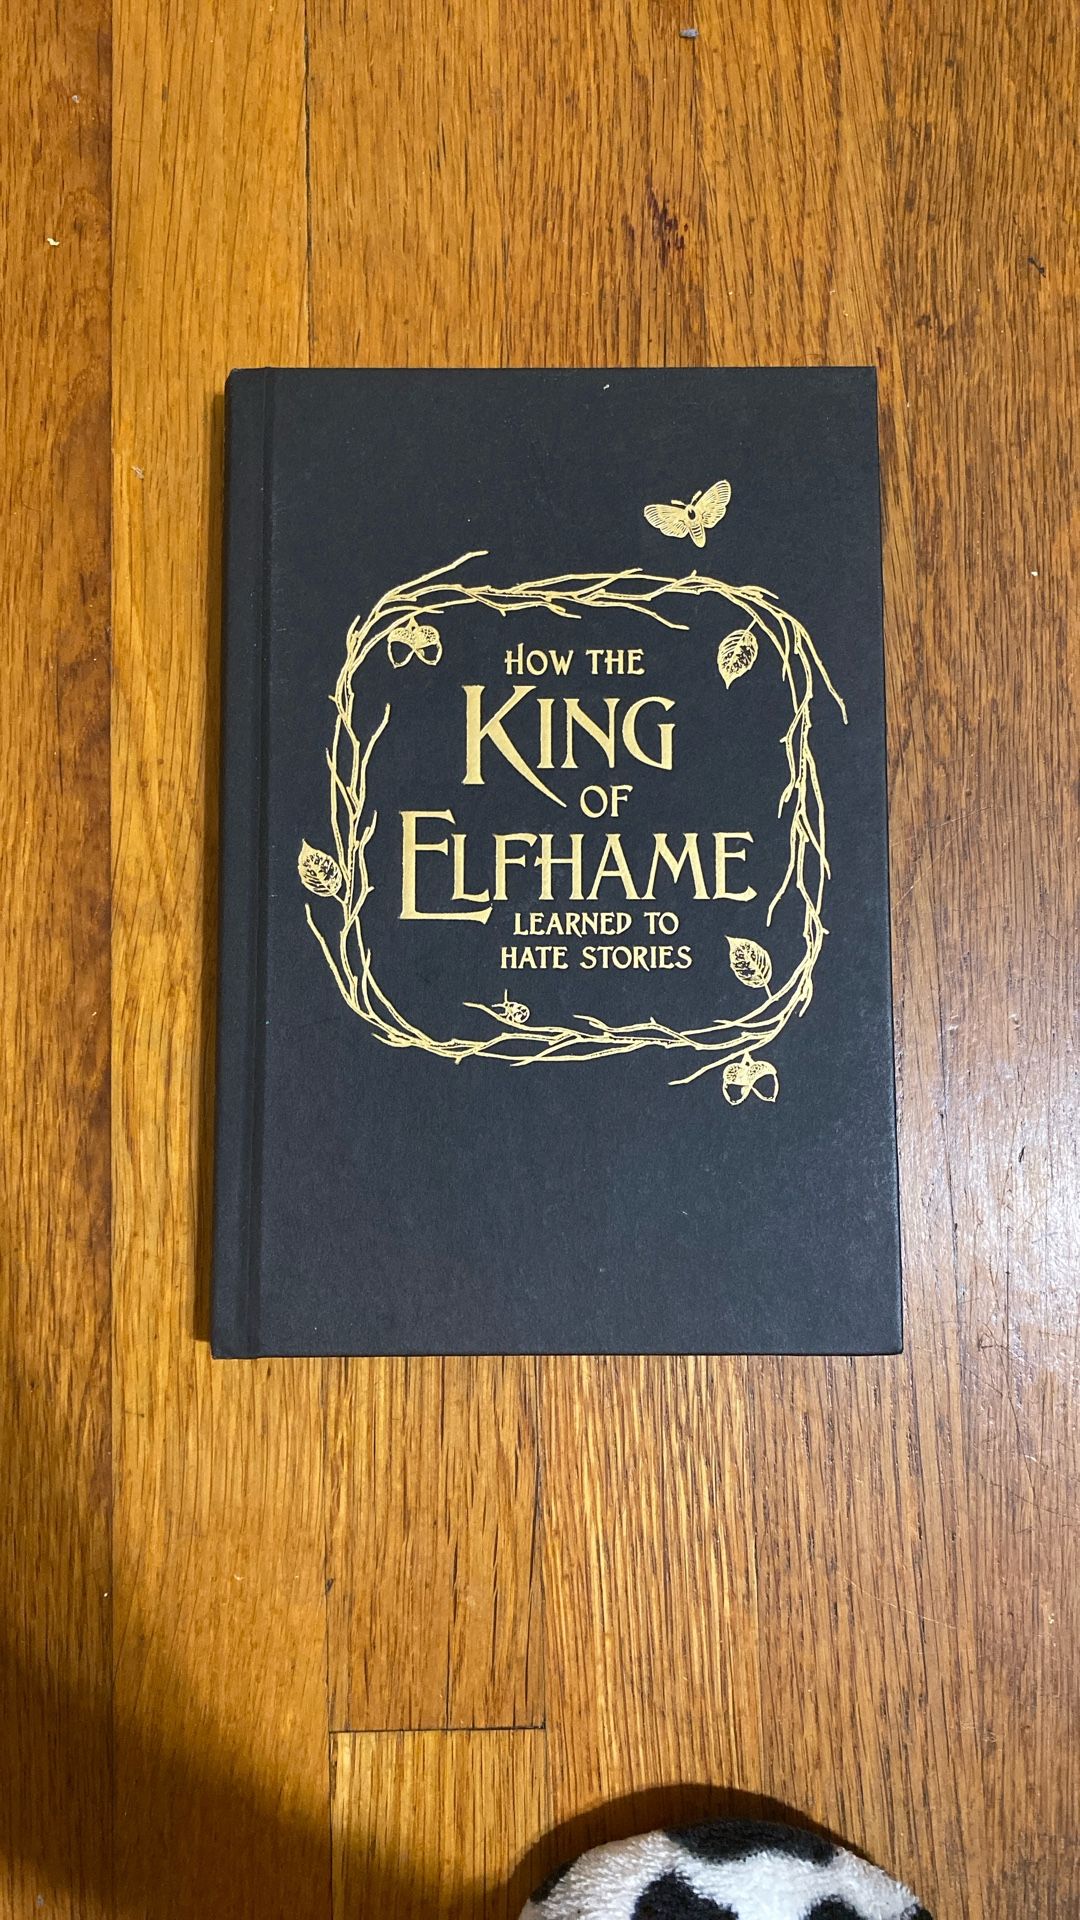 HOW THE
KING
OF
ELFHAME
LEARNED TO
HATE STORIES